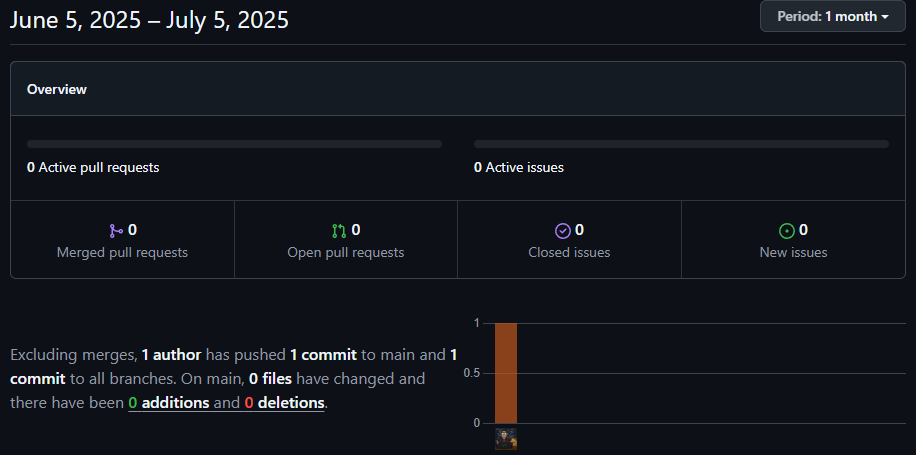 June 5, 2025 – July 5, 2025
Period: 1 month
Overview
0 Active pull requests
0 Active issues
0
Merged pull requests
0
Open pull requests
0
Closed issues
0
New issues
Excluding merges, 1 author has pushed 1 commit to main and 1
commit to all branches. On main, 0 files have changed and
there have been 0 additions and 0 deletions.
1
0.5
0